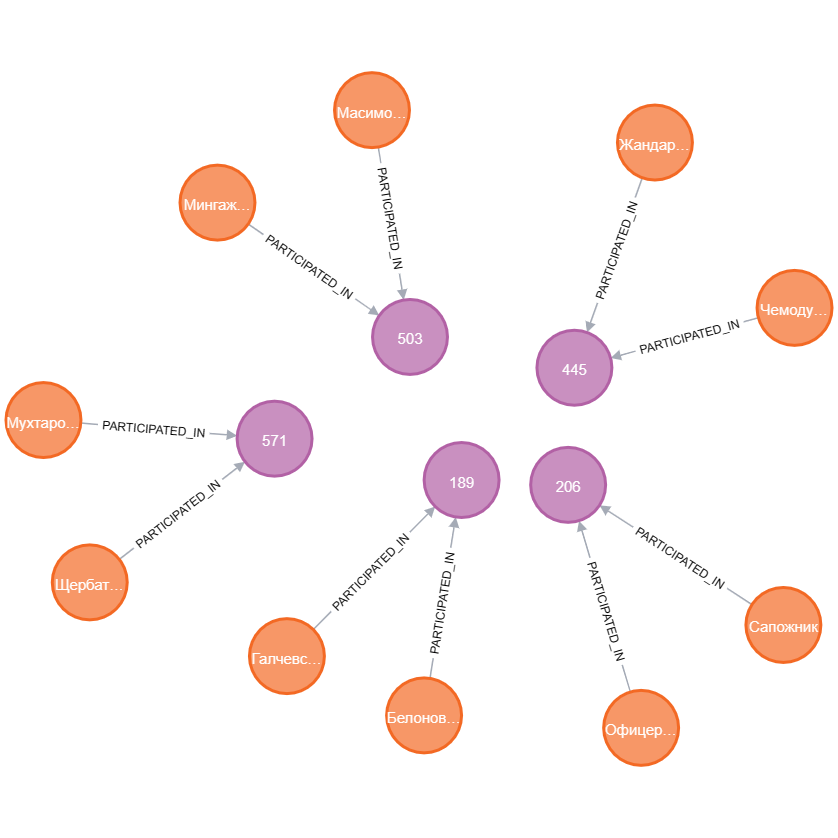 Масимо...
Жандар...
Мингаж...
PARTICIPATED_IN
PARTICIPATED_IN
PARTICIPATED_IN
Чемоду...
503
PARTICIPATED_IN
445
Мухтаро...
PARTICIPATED_IN
571
189
206
PARTICIPATED_IN
PARTICIPATED_IN
PARTICIPATED_IN
PARTICIPATED_IN
PARTICIPATED_IN
Щербат...
Сапожник
Галчевс...
Белонов...
Офицер...